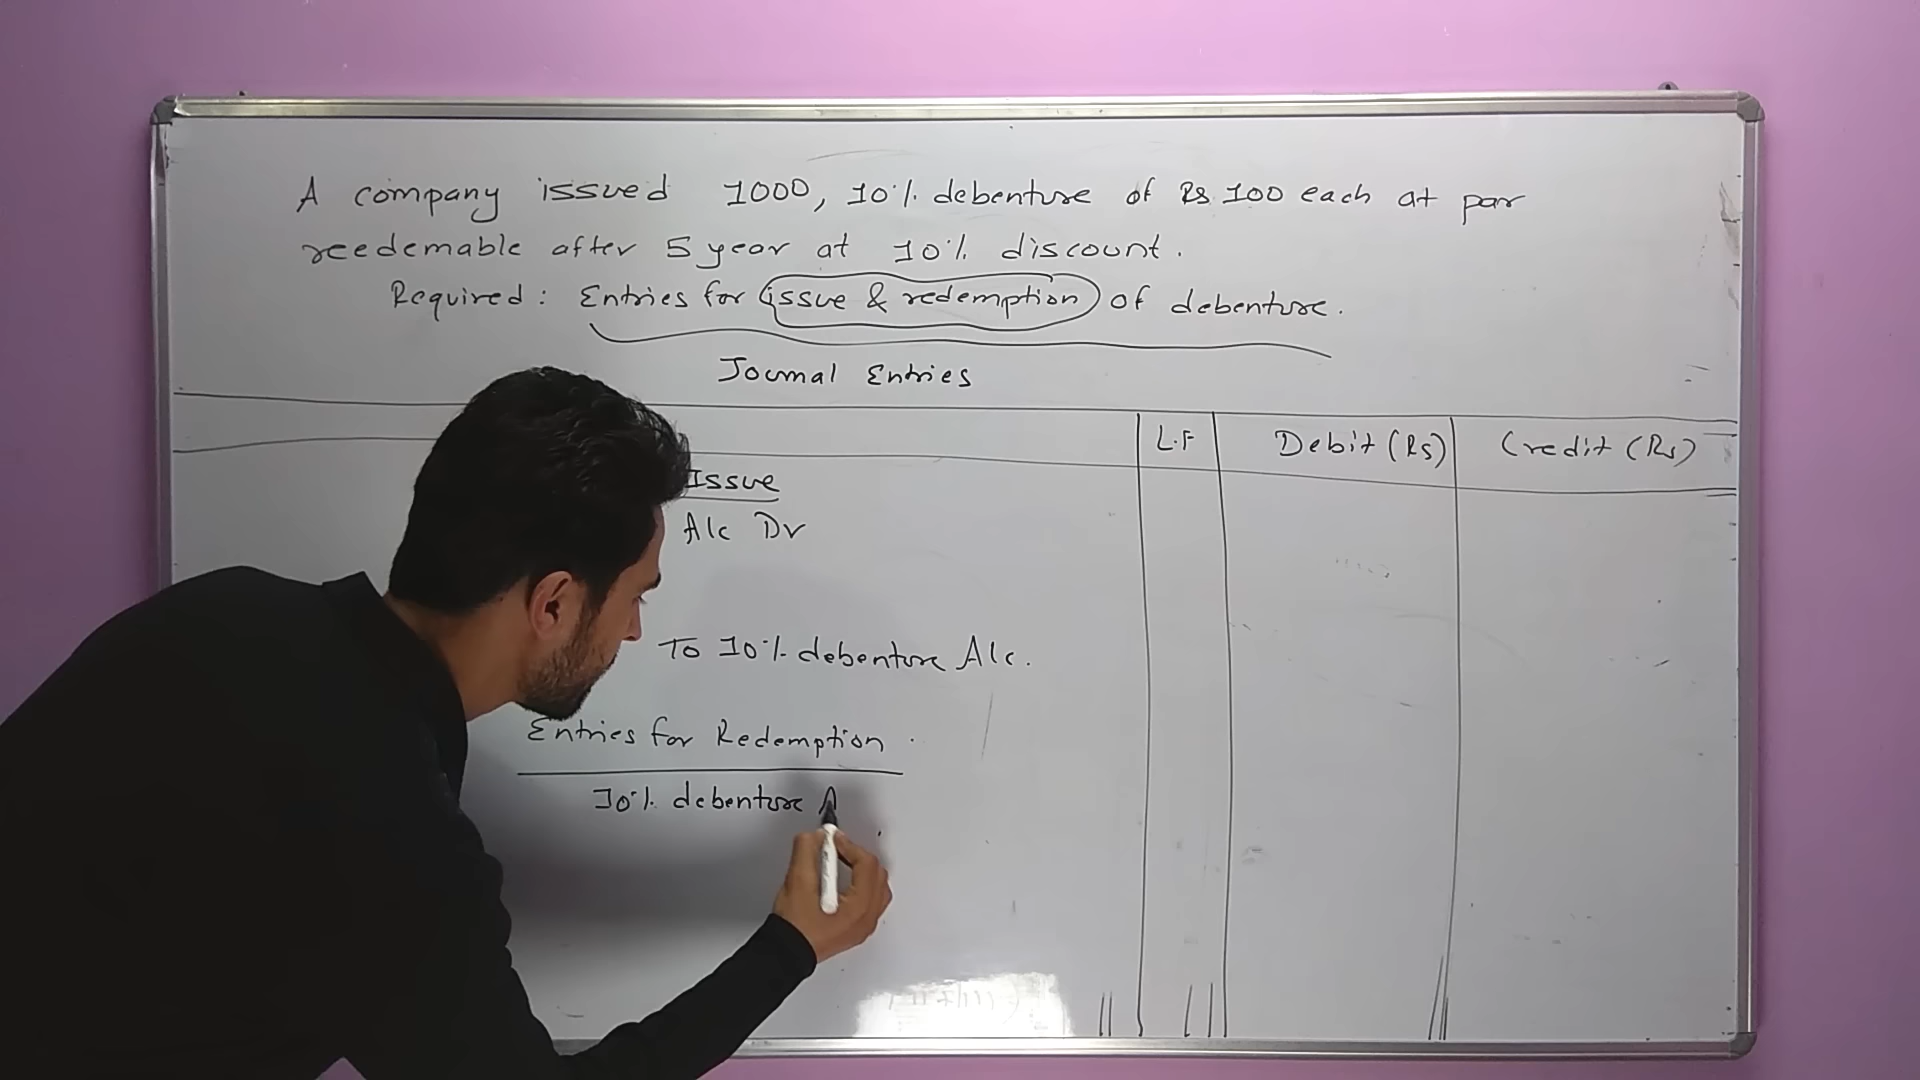 A company issued 1000, 10% debenture of Rs 100 each at par
reedemable after 5 year at 10% discount.
Required: Entries for issue & redemption of debenture.
Journal Entries
L.F Debit (Rs) Credit (Rs)
Issue
A/c Dr
To 10% debenture A/c.
Entries for Redemption
10% debenture A